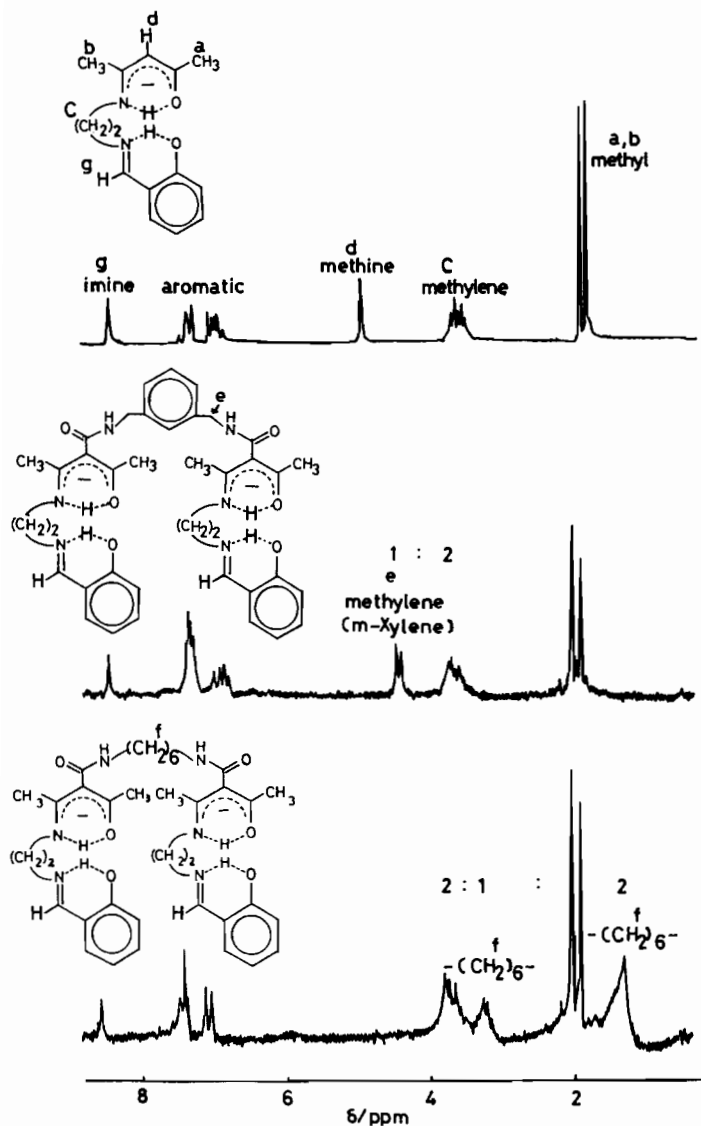 d
H
b
a
CH3
CH3
N
O
H
C
(CH2)2
H
N
O
g
H
a,b
methyl
g
imine
aromatic
d
methine
C
methylene
e
H
N
H
N
O
O
CH3
CH3
CH3
CH3
N
O
N
O
H
H
(CH2)2
(CH2)2
H
H
N
O
N
O
H
H
1 : 2
e
methylene
(m-Xylene)
f
H
N-(CH2)6-N
H
O
O
CH3
CH3
CH3
CH3
N
O
N
O
H
H
(CH2)2
(CH2)2
H
H
N
O
N
O
H
H
2 : 1 : 2
f
-(CH2)6-
f
-(CH2)6-
8 6 4 2
δ/ppm